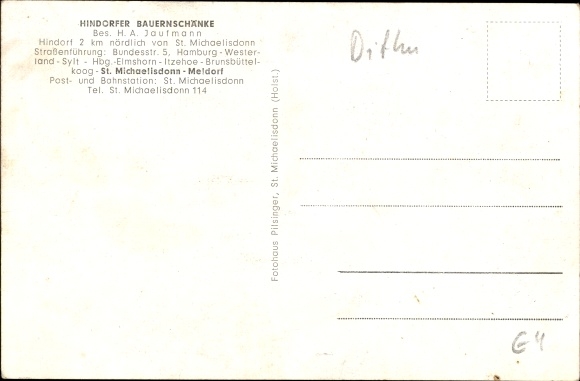 HINDORFER BAUERNSCHÄNKE
Bes. H. A. Jaufmann
Hindorf 2 km nördlich von St. Michaelisdonn
Straßenführung: Bundesstr. 5, Hamburg-Wester-
land-Sylt - Hbg.-Elmshorn-Itzehoe-Brunsbüttel-
koog-St. Michaelisdonn-Meldorf
Post- und Bahnstation: St. Michaelisdonn
Tel. St. Michaelisdonn 114
Fotohaus Pilsinger, St. Michaelisdonn (Holst.)
Dithm
G4